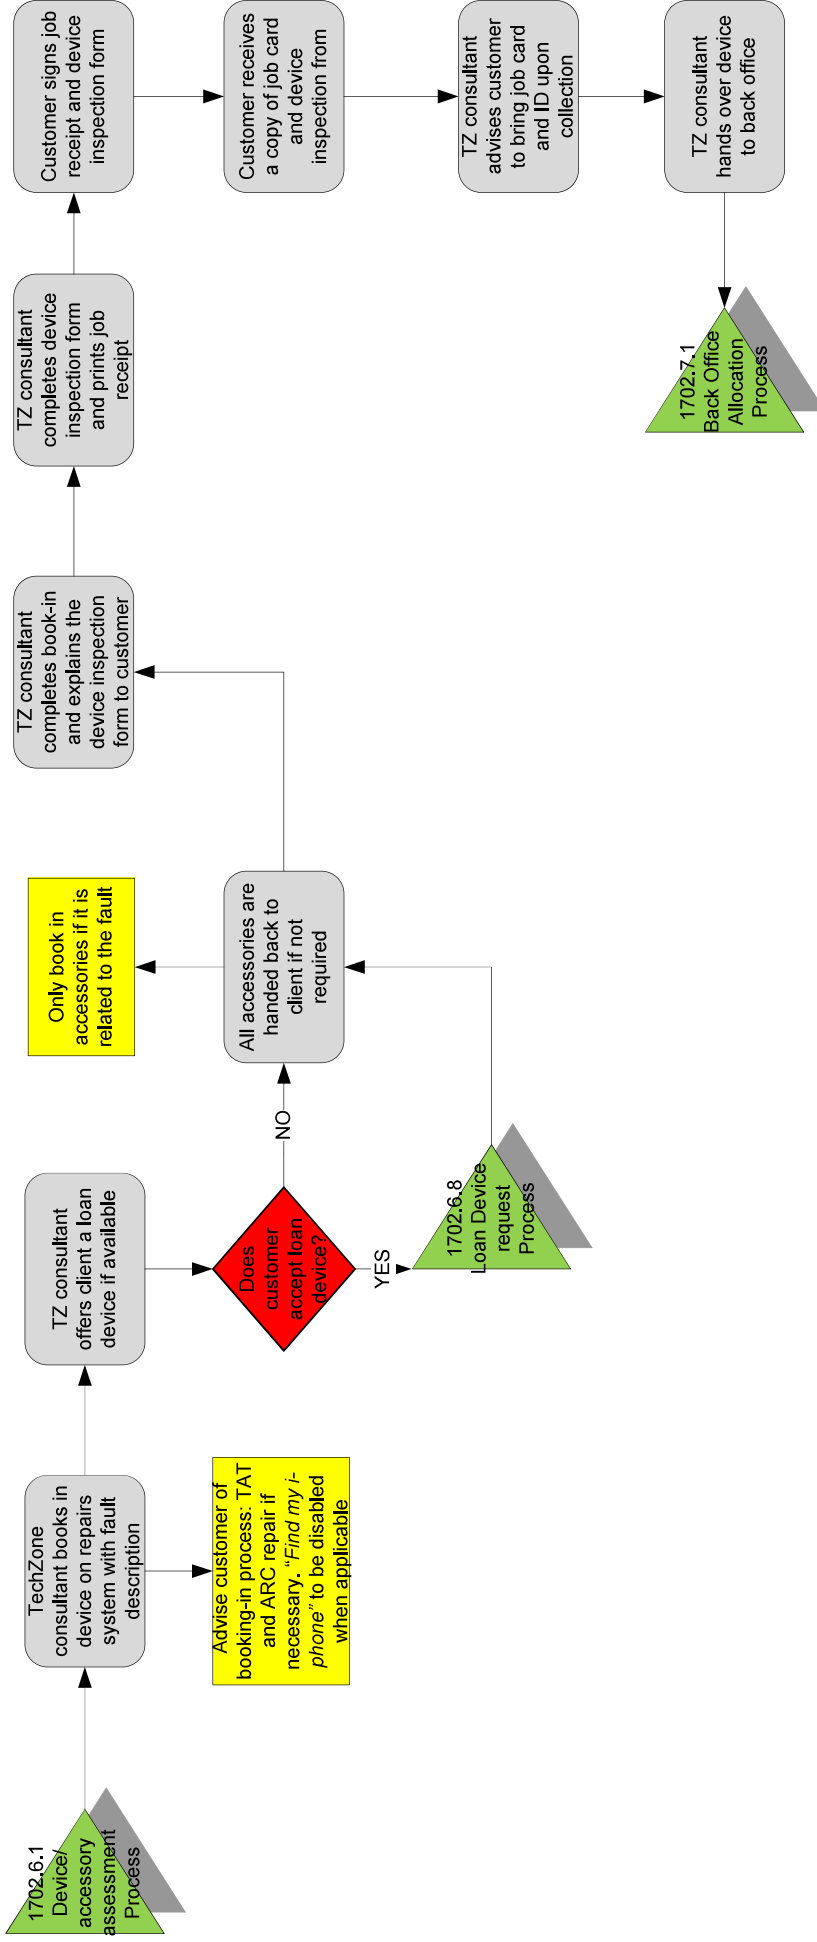 1702.6.1
Device/
accessory
assessment
Process
TechZone
consultant books in
device on repairs
system with fault
description
Advise customer of
booking-in process: TAT
and ARC repair if
necessary. “Find my i-
phone” to be disabled
when applicable
TZ consultant
offers client a loan
device if available
Does
customer
accept loan
device?
NO
YES
1702.6.8
Loan Device
request
Process
All accessories are
handed back to
client if not
required
Only book in
accessories if it is
related to the fault
TZ consultant
completes book-in
and explains the
device inspection
form to customer
TZ consultant
completes device
inspection form
and prints job
receipt
Customer signs job
receipt and device
inspection form
Customer receives
a copy of job card
and device
inspection from
TZ consultant
advises customer
to bring job card
and ID upon
collection
TZ consultant
hands over device
to back office
1702.7.1
Back Office
Allocation
Process